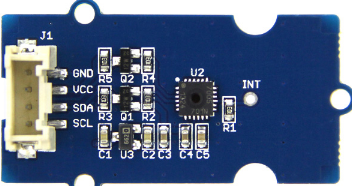 J1
GND
VCC
SDA
SCL
R5 Q2 R4
R3 Q1 R2
C1 U3 C2 C3 C4 C5
U2
INT
R1